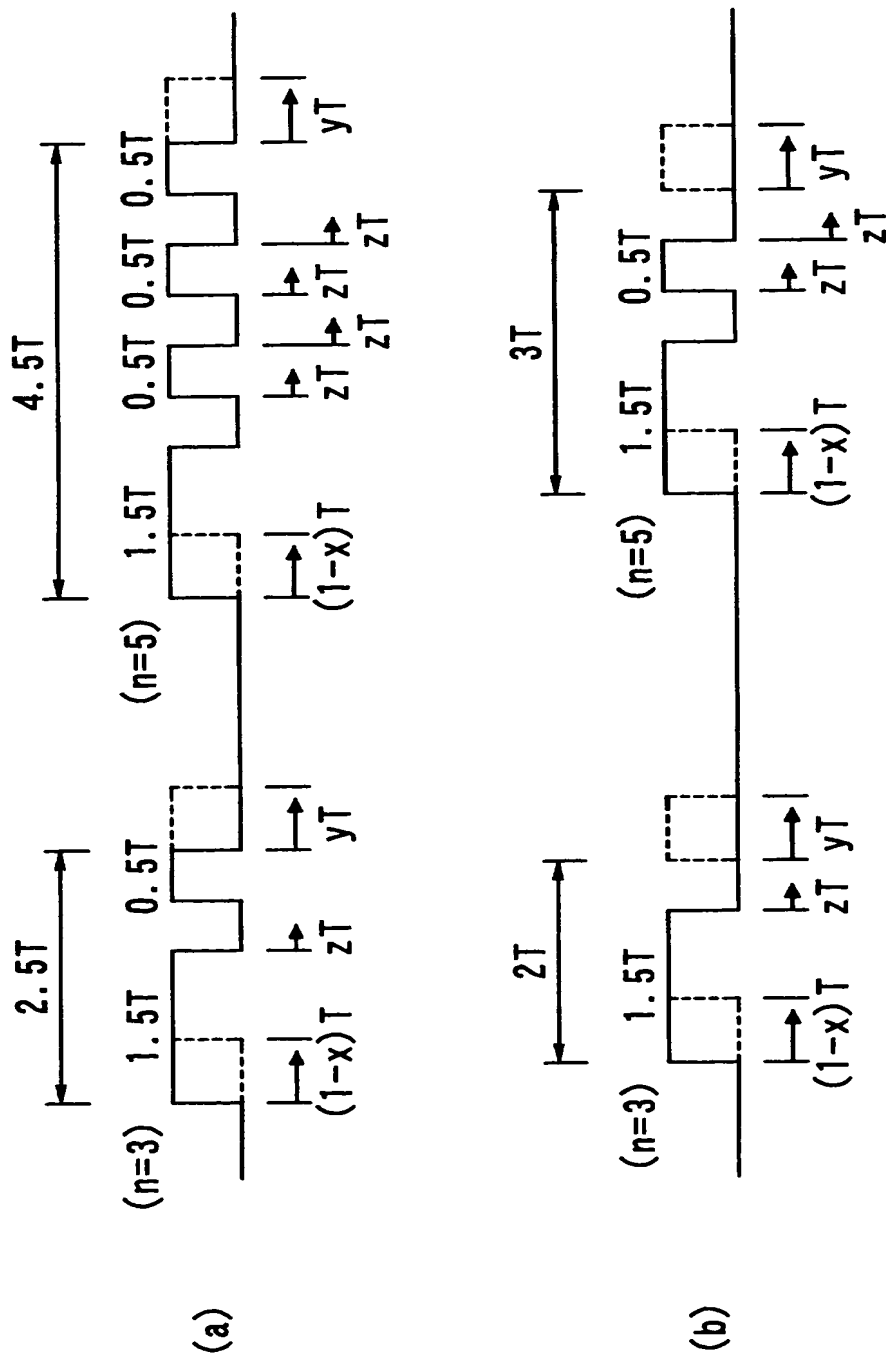 (a)
2.5T
4.5T
(n=3) 1.5T 0.5T (n=5) 1.5T 0.5T 0.5T 0.5T
(1-x)T zT yT (1-x)T zT zT zT zT yT
(b)
2T
3T
(n=3) 1.5T (n=5) 1.5T 0.5T
(1-x)T zT yT (1-x)T zT zT yT